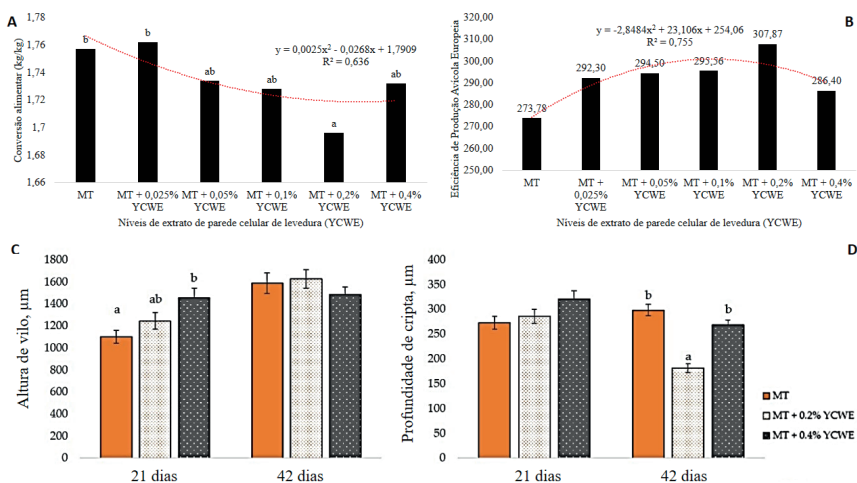 A
Conversão alimentar (kg/kg)
1,78
1,76
1,74
1,72
1,7
1,68
1,66
b
b
ab
ab
a
ab
y = 0,0025x² - 0,0268x + 1,7909
R² = 0,636
MT
MT + 0,025% YCWE
MT + 0,05% YCWE
MT + 0,1% YCWE
MT + 0,2% YCWE
MT + 0,4% YCWE
Níveis de extrato de parede celular de levedura (YCWE)
B
Eficiência de Produção Avícola Europeia
320,00
310,00
300,00
290,00
280,00
270,00
260,00
250,00
y = -2,8484x² + 23,106x + 254,06
R² = 0,755
273,78
292,30
294,50
295,56
307,87
286,40
MT
MT + 0,025% YCWE
MT + 0,05% YCWE
MT + 0,1% YCWE
MT + 0,2% YCWE
MT + 0,4% YCWE
Níveis de extrato de parede celular de levedura (YCWE)
C
Altura de vilo, µm
1800
1600
1400
1200
1000
800
600
400
200
0
a
ab
b
21 dias
42 dias
D
Profundidade de cripta, µm
400
350
300
250
200
150
100
50
0
b
a
b
21 dias
42 dias
MT
MT + 0.2% YCWE
MT + 0.4% YCWE